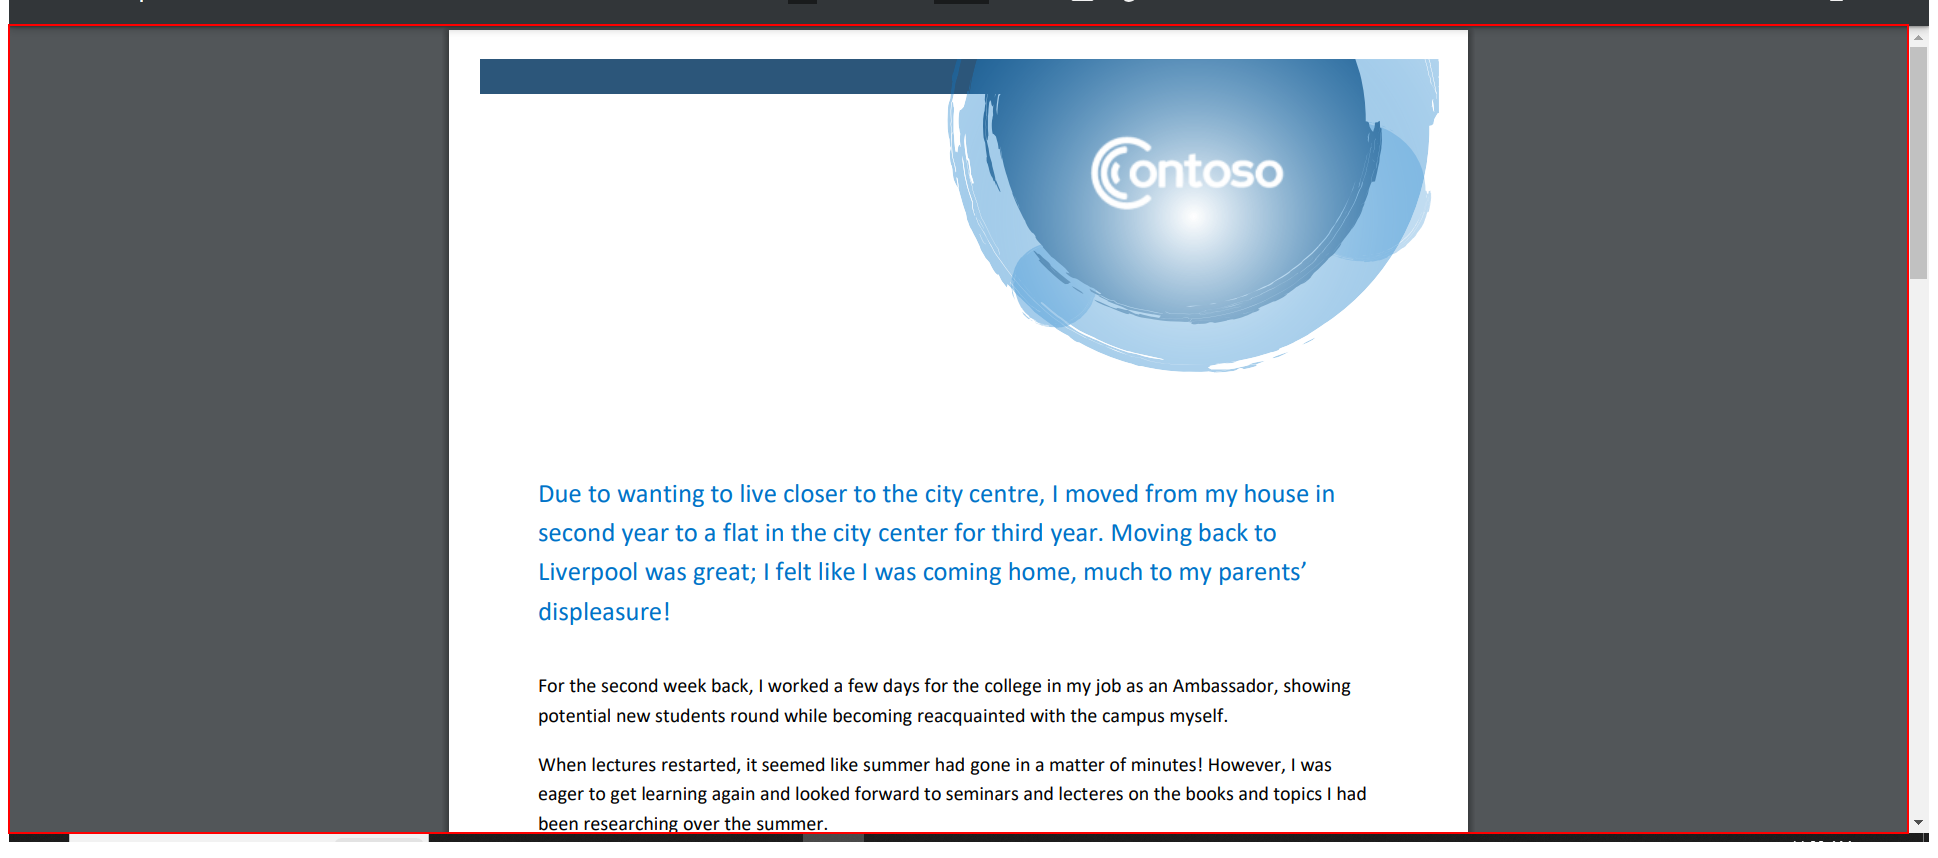 Contoso
Due to wanting to live closer to the city centre, I moved from my house in
second year to a flat in the city center for third year. Moving back to
Liverpool was great; I felt like I was coming home, much to my parents’
displeasure!
For the second week back, I worked a few days for the college in my job as an Ambassador, showing
potential new students round while becoming reacquainted with the campus myself.
When lectures restarted, it seemed like summer had gone in a matter of minutes! However, I was
eager to get learning again and looked forward to seminars and lecteres on the books and topics I had
been researching over the summer.